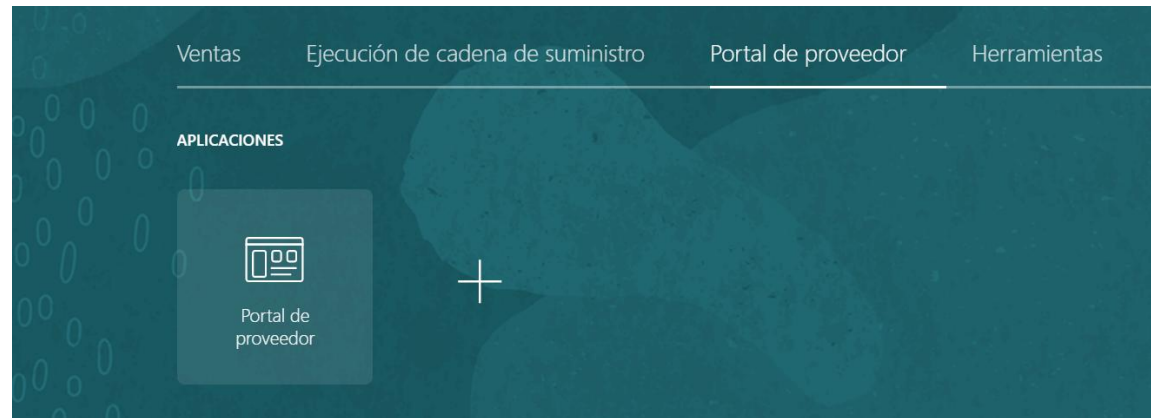 Ventas Ejecución de cadena de suministro Portal de proveedor Herramientas
APLICACIONES
Portal de
proveedor